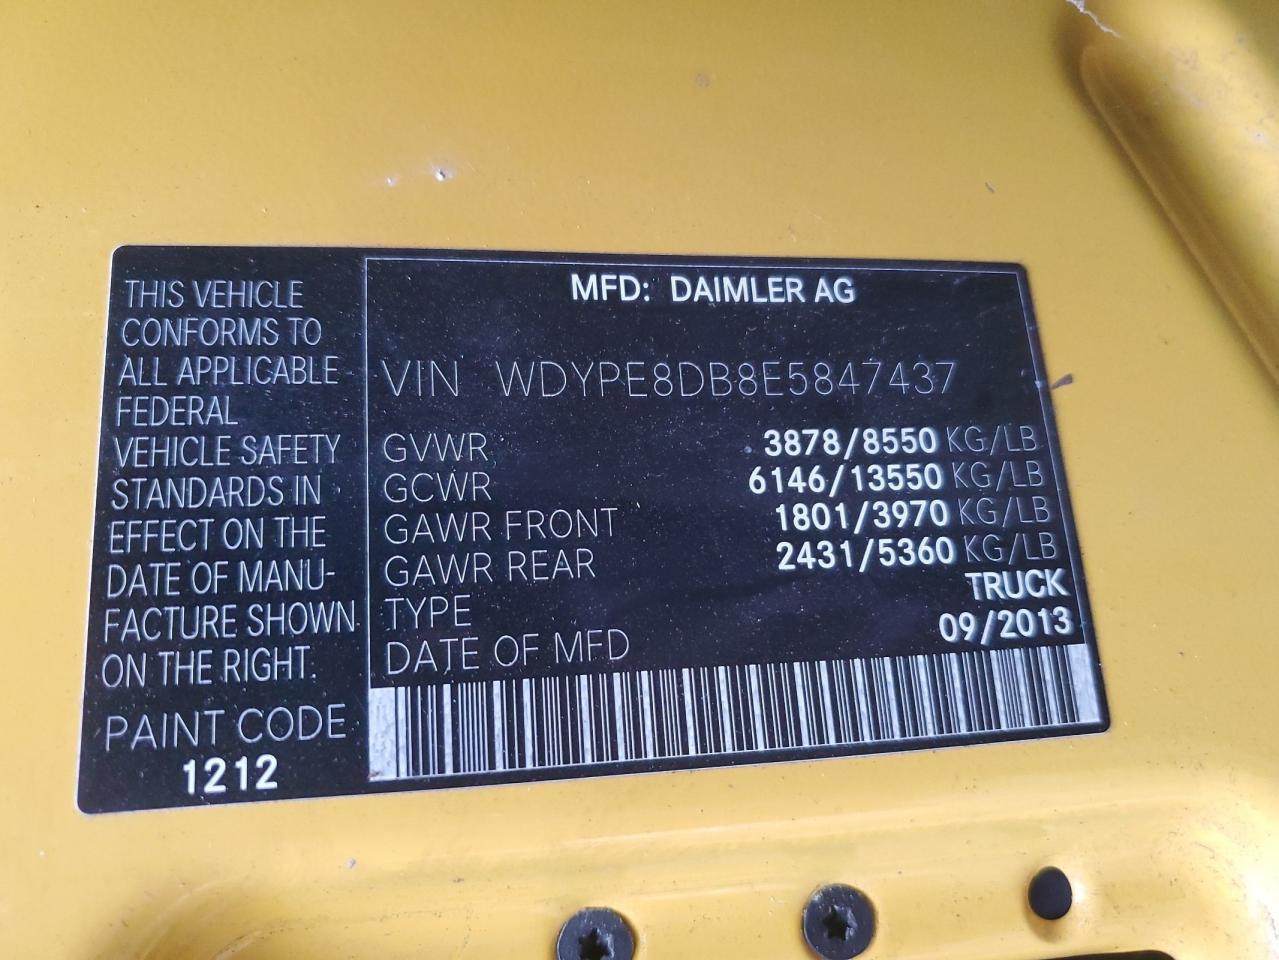 THIS VEHICLE
CONFORMS TO
ALL APPLICABLE
FEDERAL
VEHICLE SAFETY
STANDARDS IN
EFFECT ON THE
DATE OF MANU-
FACTURE SHOWN
ON THE RIGHT.
PAINT CODE
1212
MFD: DAIMLER AG
VIN WDYPE8DB8E5847437
GVWR 3878/8550 KG/LB
GCWR 6146/13550 KG/LB
GAWR FRONT 1801/3970 KG/LB
GAWR REAR 2431/5360 KG/LB
TYPE TRUCK
DATE OF MFD 09/2013